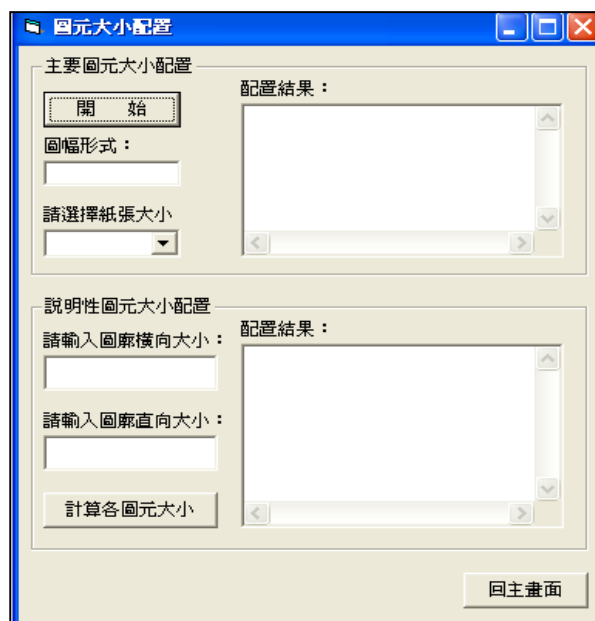 圖元大小配置
主要圖元大小配置
開 始
配置結果：
圖幅形式：
請選擇紙張大小
說明性圖元大小配置
請輸入圖廓橫向大小：
配置結果：
請輸入圖廓直向大小：
計算各圖元大小
回主畫面